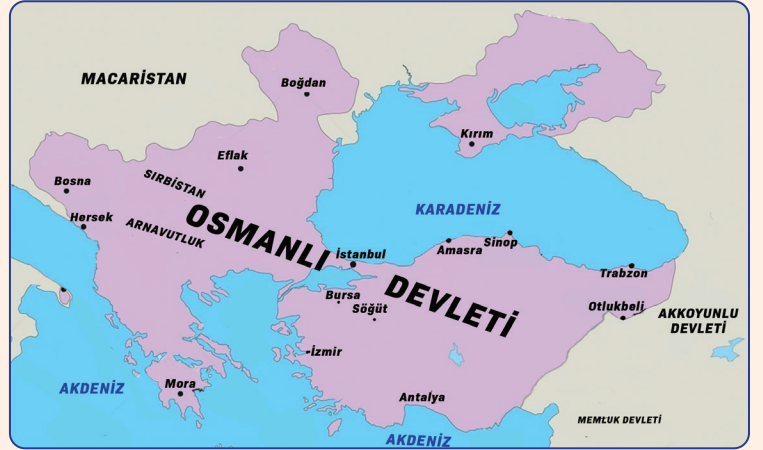 MACARİSTAN
Boğdan
Kırım
Eflak
SIRBİSTAN
Bosna
Hersek
ARNAVUTLUK
KARADENİZ
OSMANLI
DEVLETİ
İstanbul
Amasra
Sinop
Trabzon
Bursa
Söğüt
Otlukbeli
AKKOYUNLU
DEVLETİ
İzmir
Mora
AKDENİZ
Antalya
MEMLUK DEVLETİ
AKDENİZ